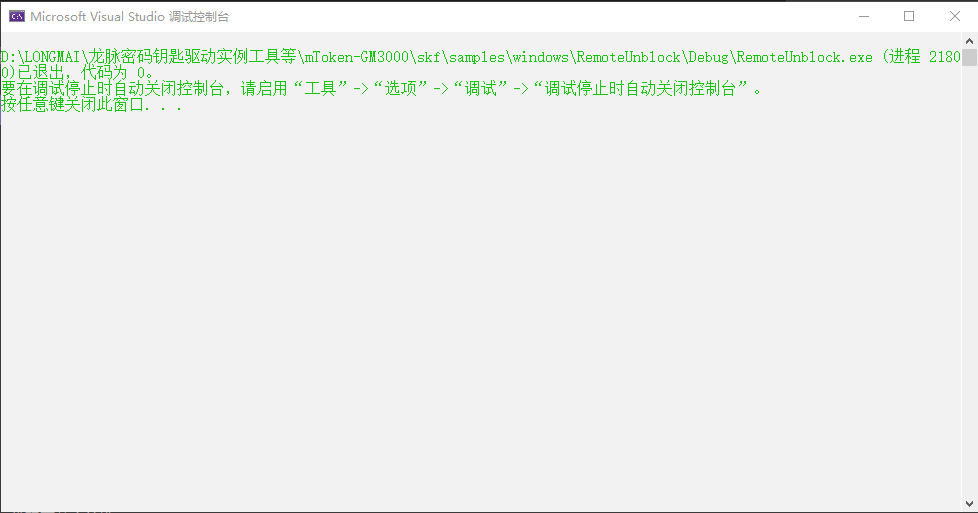 Microsoft Visual Studio 调试控制台
D:\LONGMAI\龙脉密码钥匙驱动实例工具等\mToken-GM3000\skf\samples\windows\RemoteUnblock\Debug\RemoteUnblock.exe (进程 2180
0)已退出，代码为 0。
要在调试停止时自动关闭控制台，请启用“工具”->“选项”->“调试”->“调试停止时自动关闭控制台”。
按任意键关闭此窗口. . .